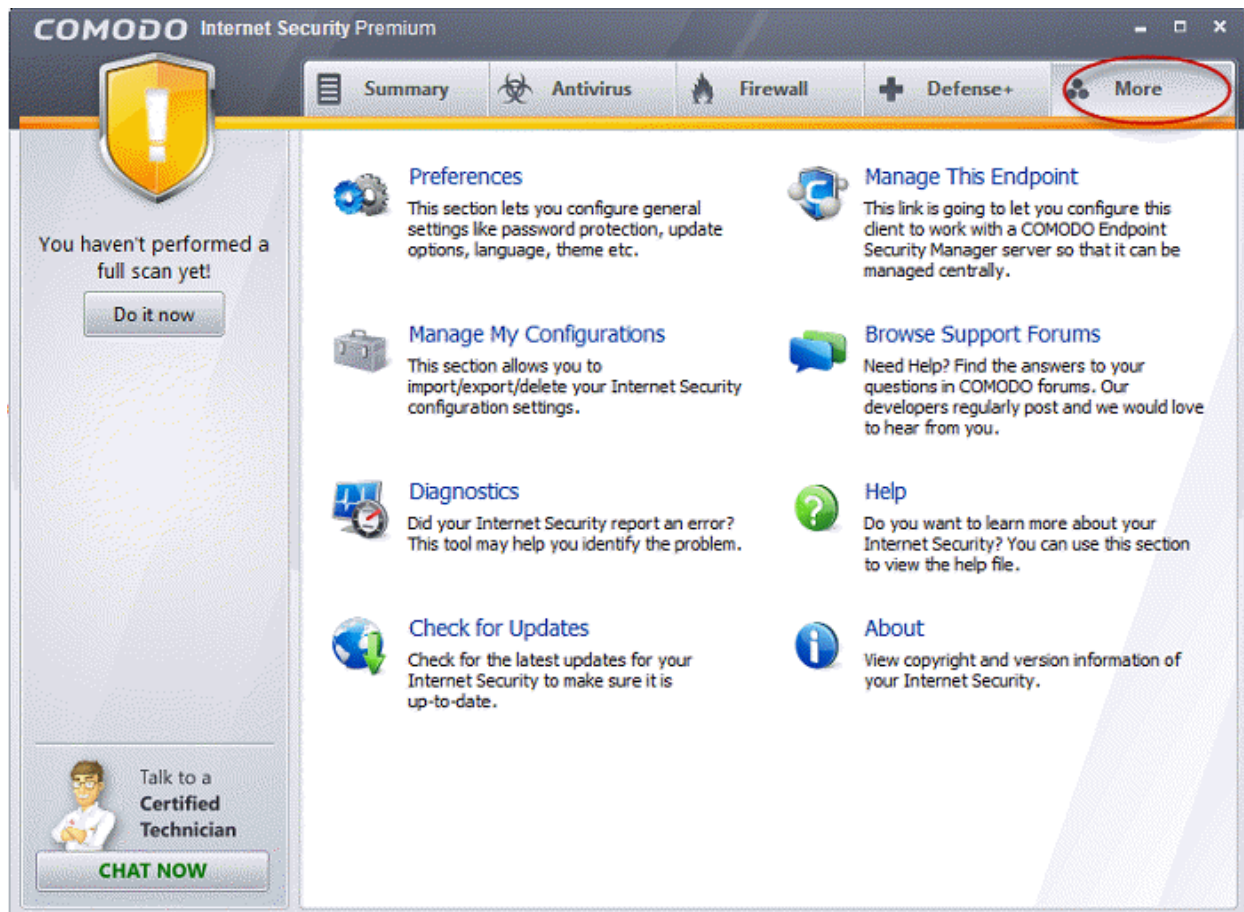 COMODO Internet Security Premium
Summary
Antivirus
Firewall
Defense+
More
You haven't performed a
full scan yet!
Do it now
Preferences
This section lets you configure general
settings like password protection, update
options, language, theme etc.
Manage This Endpoint
This link is going to let you configure this
client to work with a COMODO Endpoint
Security Manager server so that it can be
managed centrally.
Manage My Configurations
This section allows you to
import/export/delete your Internet Security
configuration settings.
Browse Support Forums
Need Help? Find the answers to your
questions in COMODO forums. Our
developers regularly post and we would love
to hear from you.
Diagnostics
Did your Internet Security report an error?
This tool may help you identify the problem.
Help
Do you want to learn more about your
Internet Security? You can use this section
to view the help file.
Check for Updates
Check for the latest updates for your
Internet Security to make sure it is
up-to-date.
About
View copyright and version information of
your Internet Security.
Talk to a
Certified
Technician
CHAT NOW